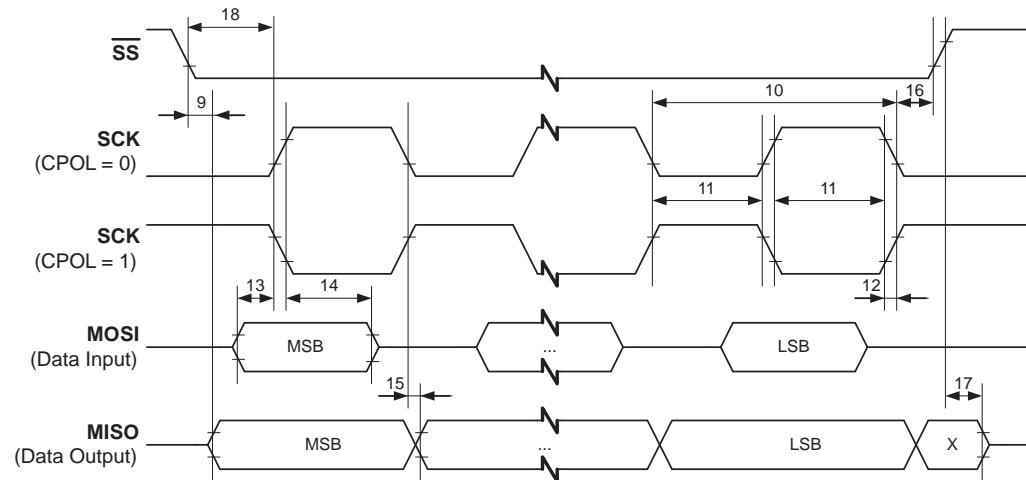 18
SS
9
10
16
SCK
(CPOL = 0)
11
11
SCK
(CPOL = 1)
13
14
12
MOSI
(Data Input)
MSB
...
LSB
15
17
MISO
(Data Output)
MSB
...
LSB
X